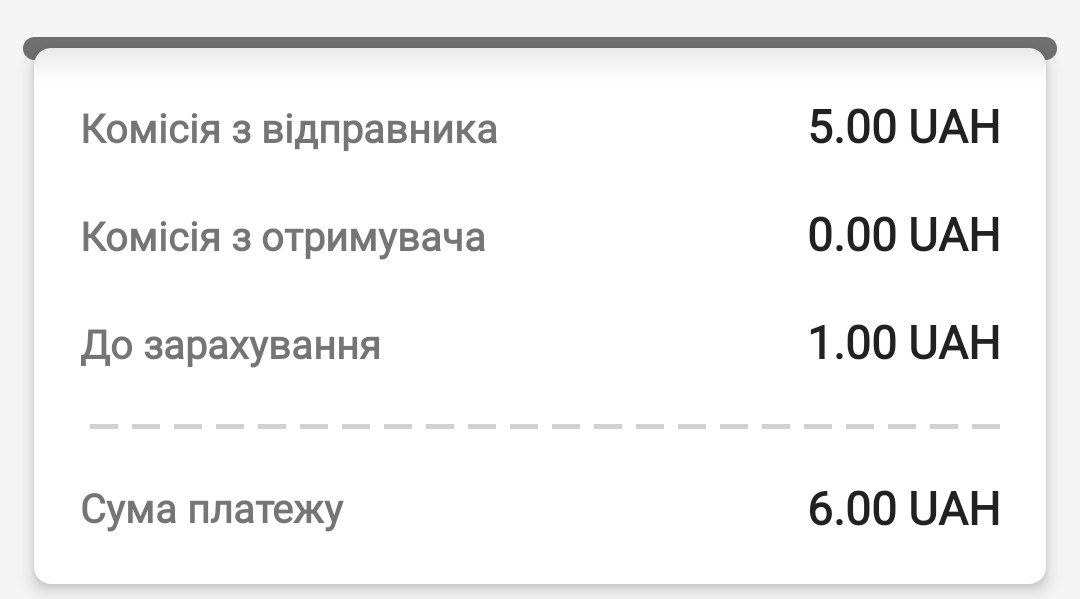 Комісія з відправника 5.00 UAH
Комісія з отримувача 0.00 UAH
До зарахування 1.00 UAH
Сума платежу 6.00 UAH